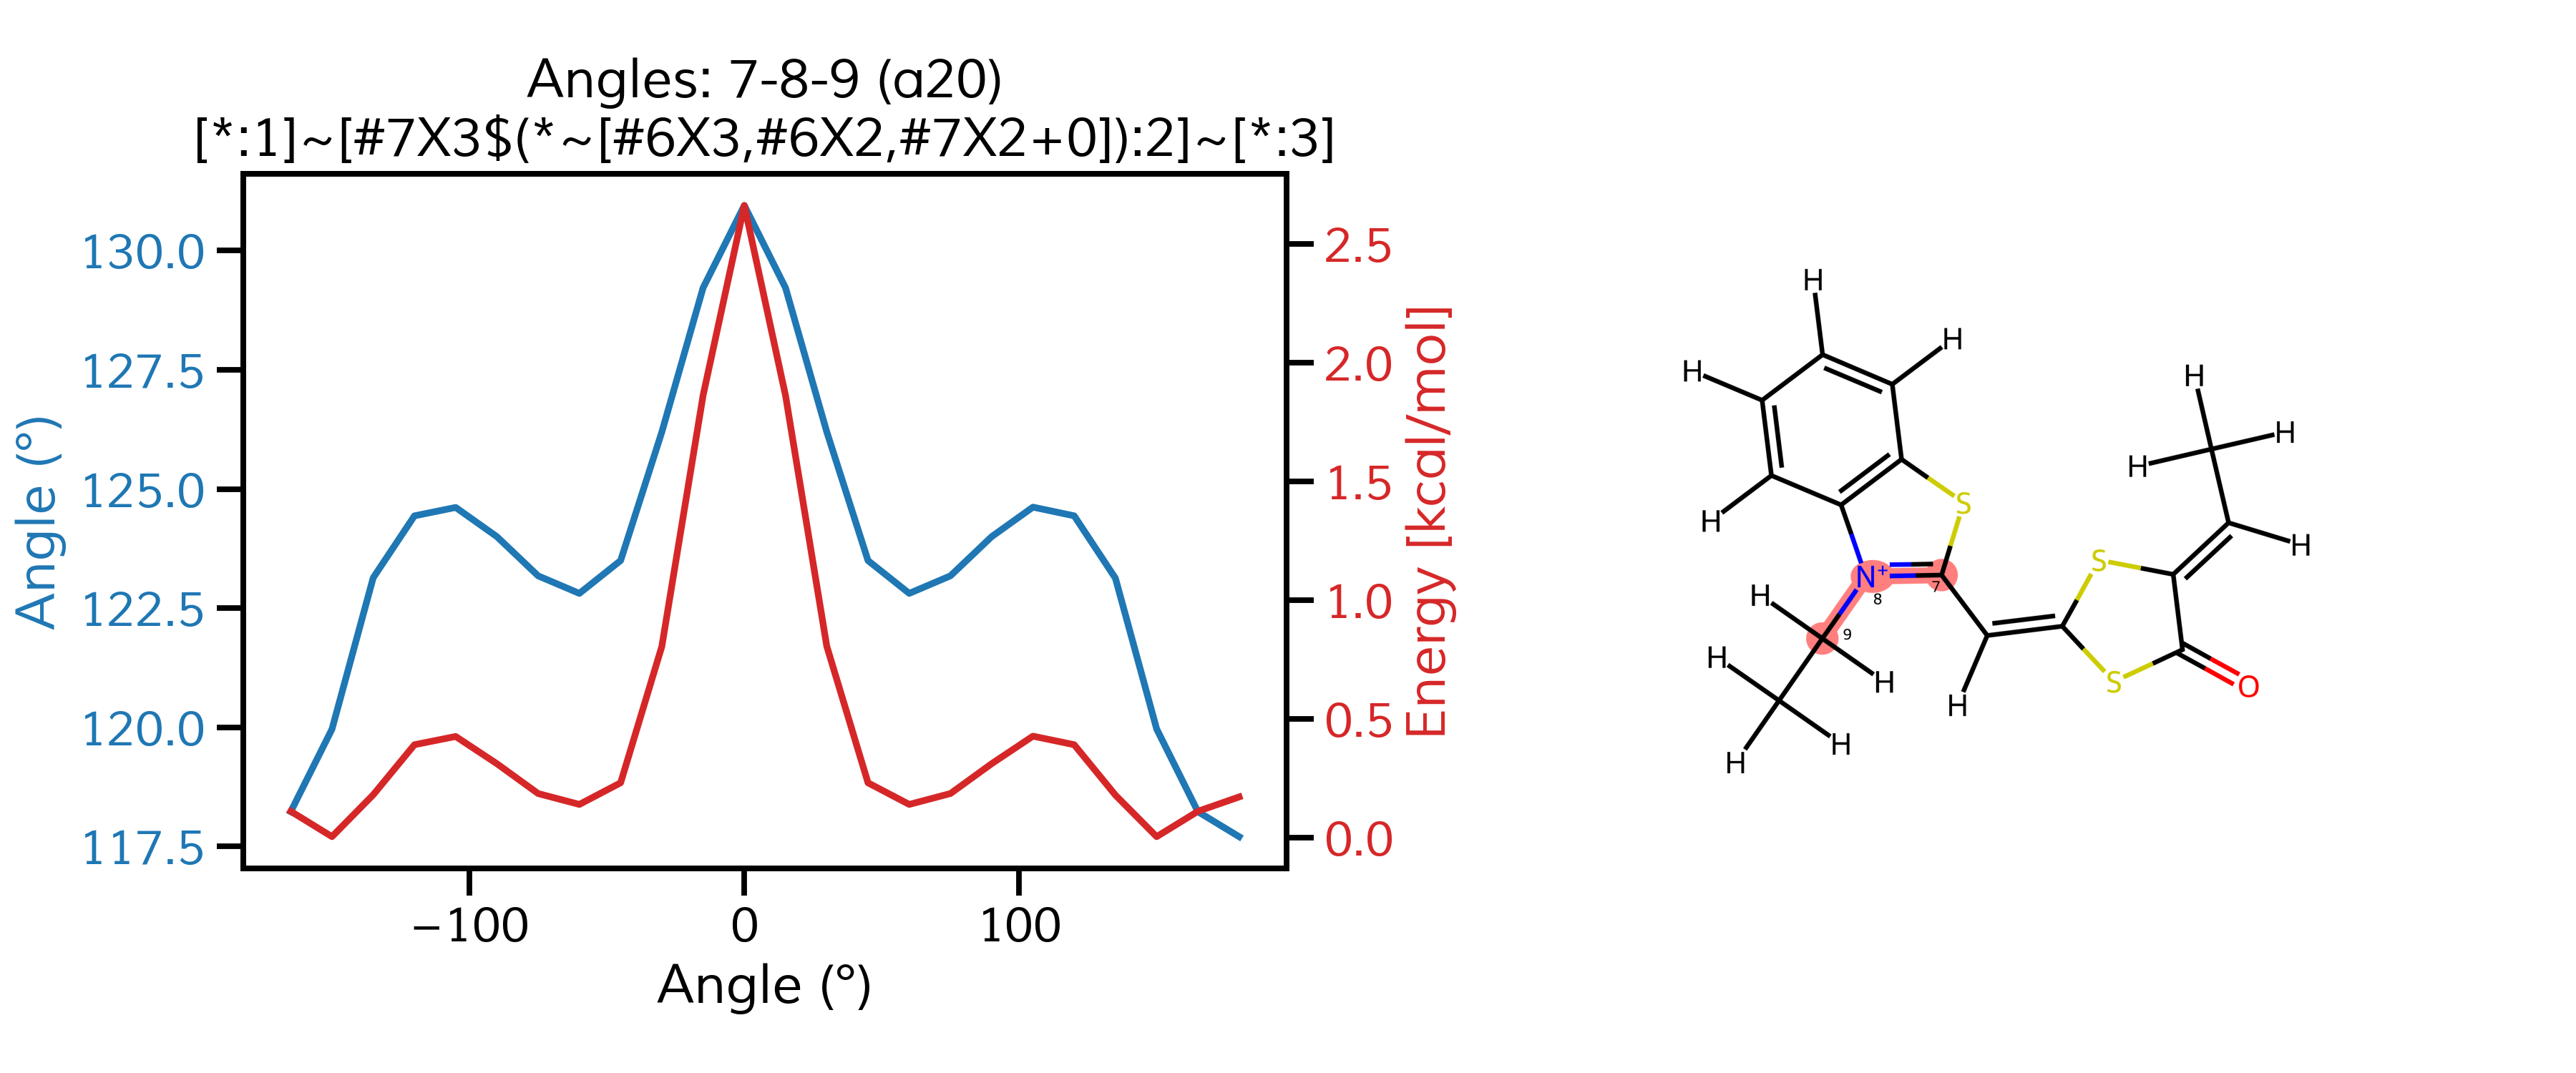 Angles: 7-8-9 (a20)
[*:1]~[#7X3$(*~[#6X3,#6X2,#7X2+0]):2]~[*:3]
130.0
127.5
125.0
122.5
120.0
117.5
Angle (°)
2.5
2.0
1.5
1.0
0.5
0.0
Energy [kcal/mol]
−100
0
100
Angle (°)
H
H
H
H
H
H
H
S
H
H
S
N+
8
7
H
9
H
H
S
O
H
H
H